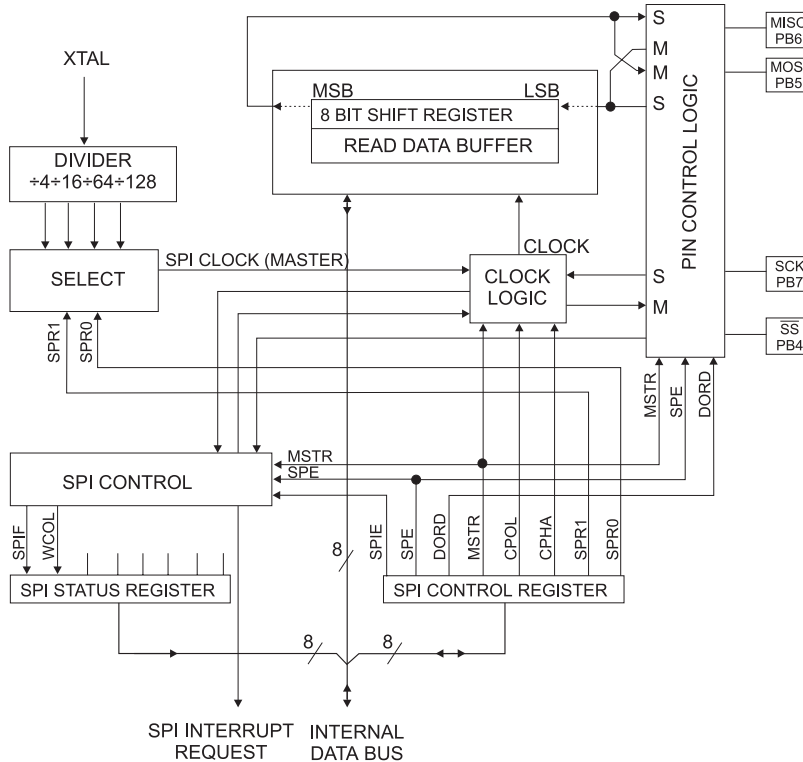 XTAL
DIVIDER
÷4÷16÷64÷128
SELECT
SPI CLOCK (MASTER)
SPR1
SPR0
MSB
LSB
8 BIT SHIFT REGISTER
READ DATA BUFFER
CLOCK
CLOCK
LOGIC
S
M
M
S
S
M
PIN CONTROL LOGIC
MISO
PB6
MOSI
PB5
SCK
PB7
SS
PB4
MSTR
SPE
DORD
SPI CONTROL
MSTR
SPE
SPIF
WCOL
SPI STATUS REGISTER
SPIE
SPE
DORD
MSTR
CPOL
CPHA
SPR1
SPR0
SPI CONTROL REGISTER
8
8
8
SPI INTERRUPT
REQUEST
INTERNAL
DATA BUS